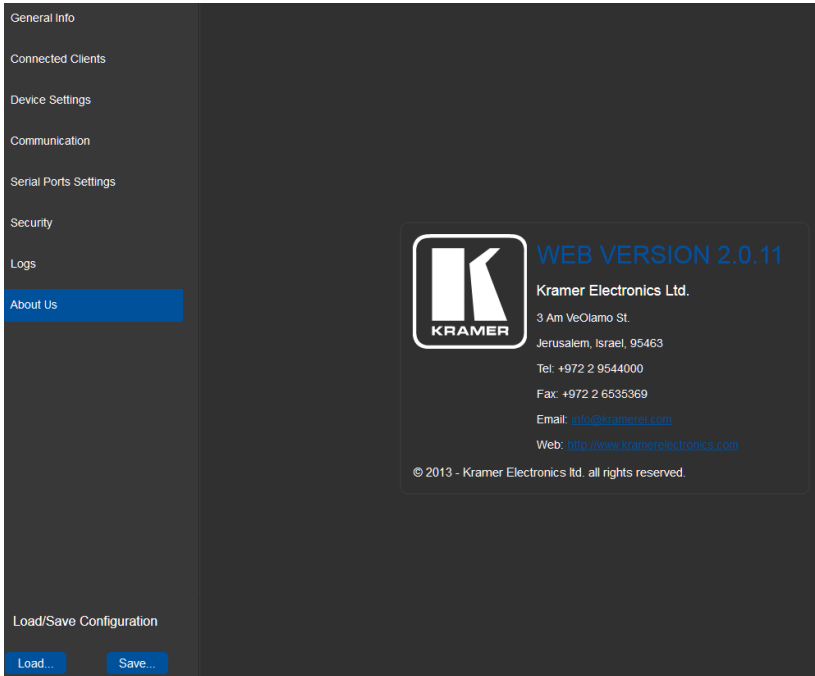 General Info
Connected Clients
Device Settings
Communication
Serial Ports Settings
Security
Logs
About Us
Load/Save Configuration
Load...
Save...
KRAMER
WEB VERSION 2.0.11
Kramer Electronics Ltd.
3 Am VeOlamo St.
Jerusalem, Israel, 95463
Tel: +972 2 9544000
Fax: +972 2 6535369
Email: info@kramerel.com
Web: http://www.kramerelectronics.com
© 2013 - Kramer Electronics ltd. all rights reserved.